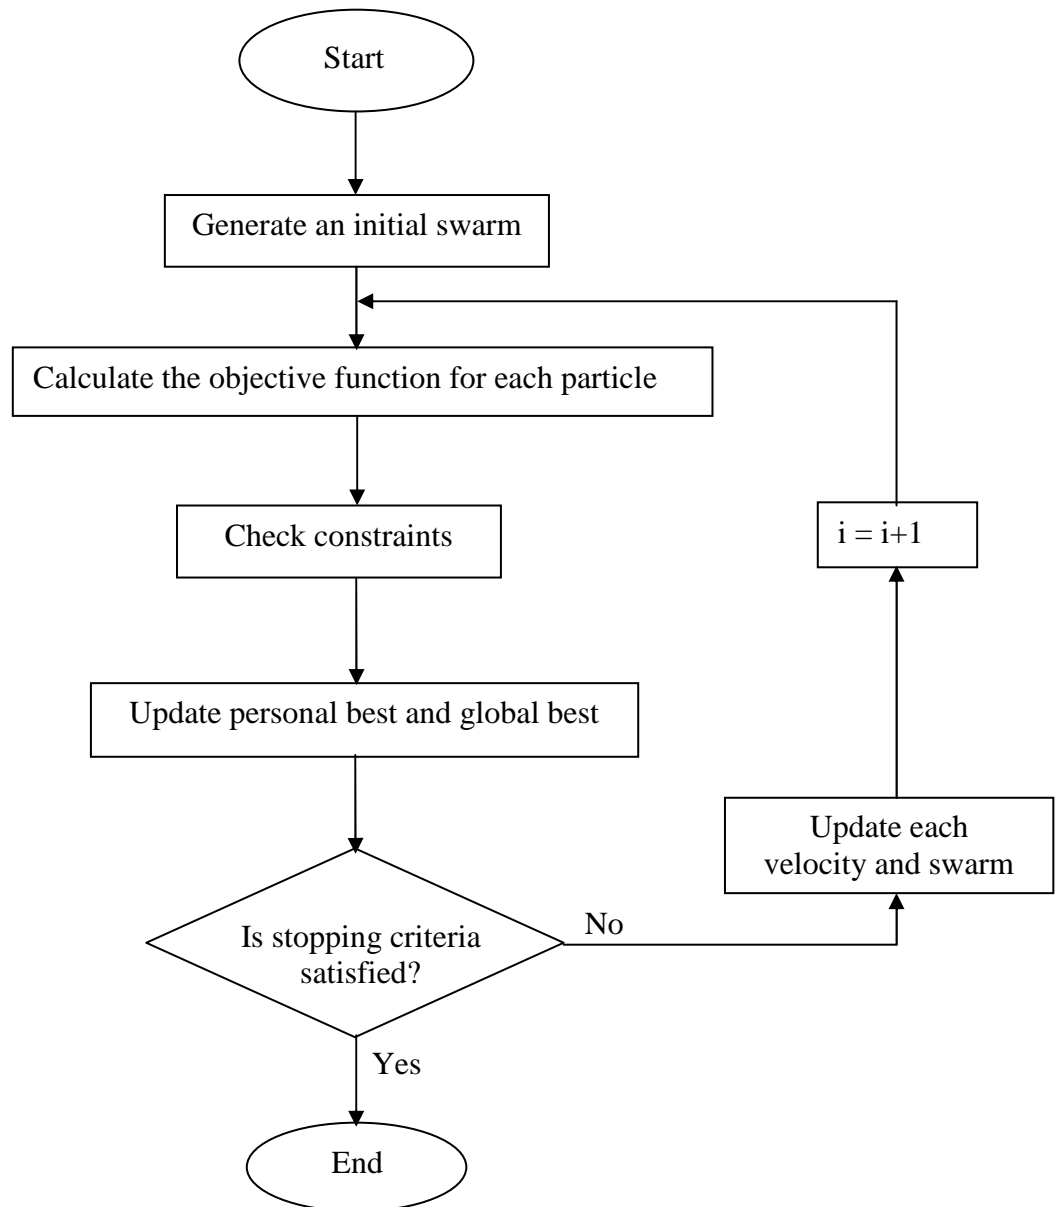 Start
Generate an initial swarm
Calculate the objective function for each particle
Check constraints
i = i+1
Update personal best and global best
Update each
velocity and swarm
No
Is stopping criteria
satisfied?
Yes
End